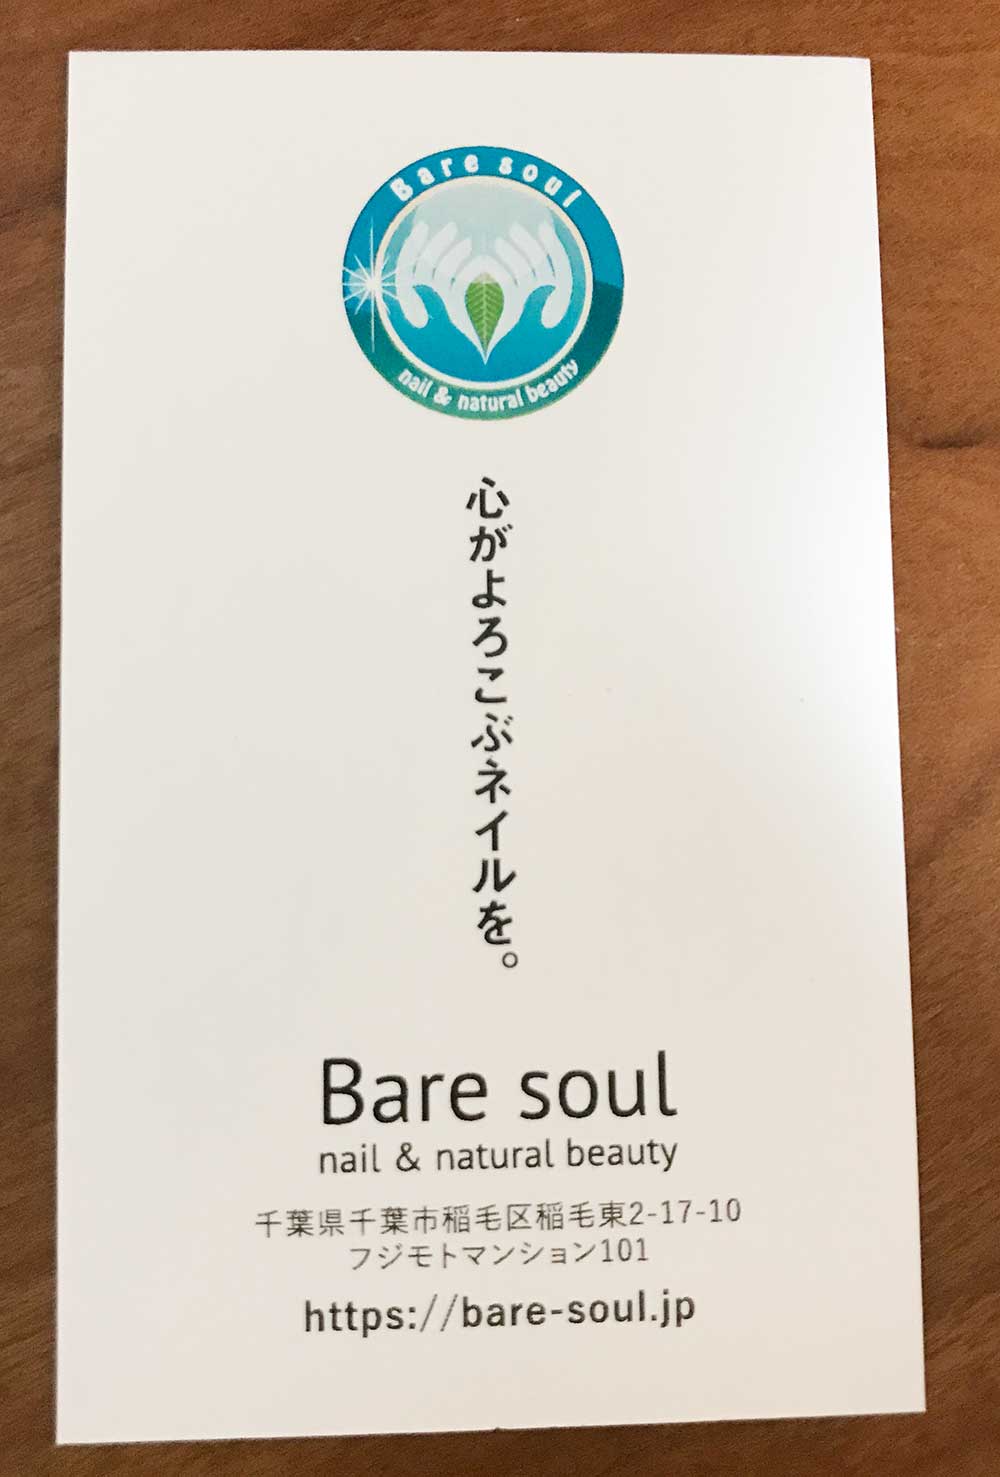 Bare soul
nail & natural beauty
心がよろこぶネイルを。
Bare soul
nail & natural beauty
千葉県千葉市稲毛区稲毛東2-17-10
フジモトマンション101
https://bare-soul.jp